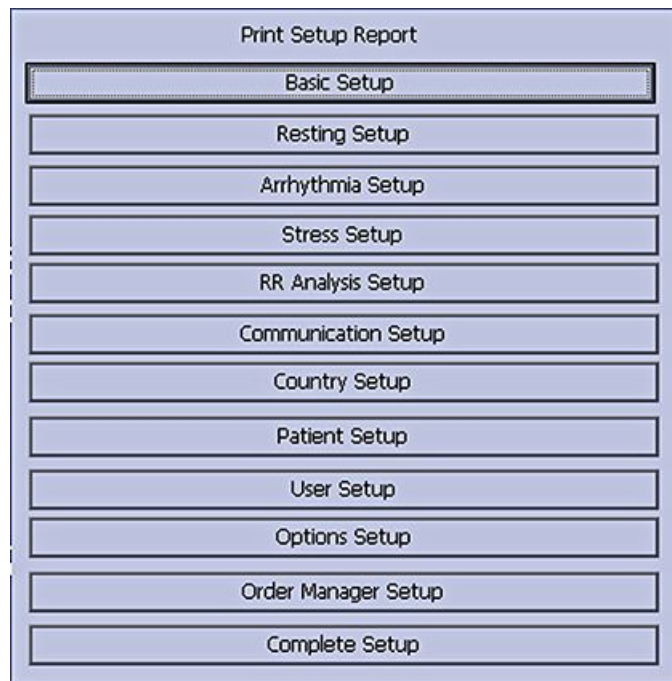 Print Setup Report
Basic Setup
Resting Setup
Arrhythmia Setup
Stress Setup
RR Analysis Setup
Communication Setup
Country Setup
Patient Setup
User Setup
Options Setup
Order Manager Setup
Complete Setup